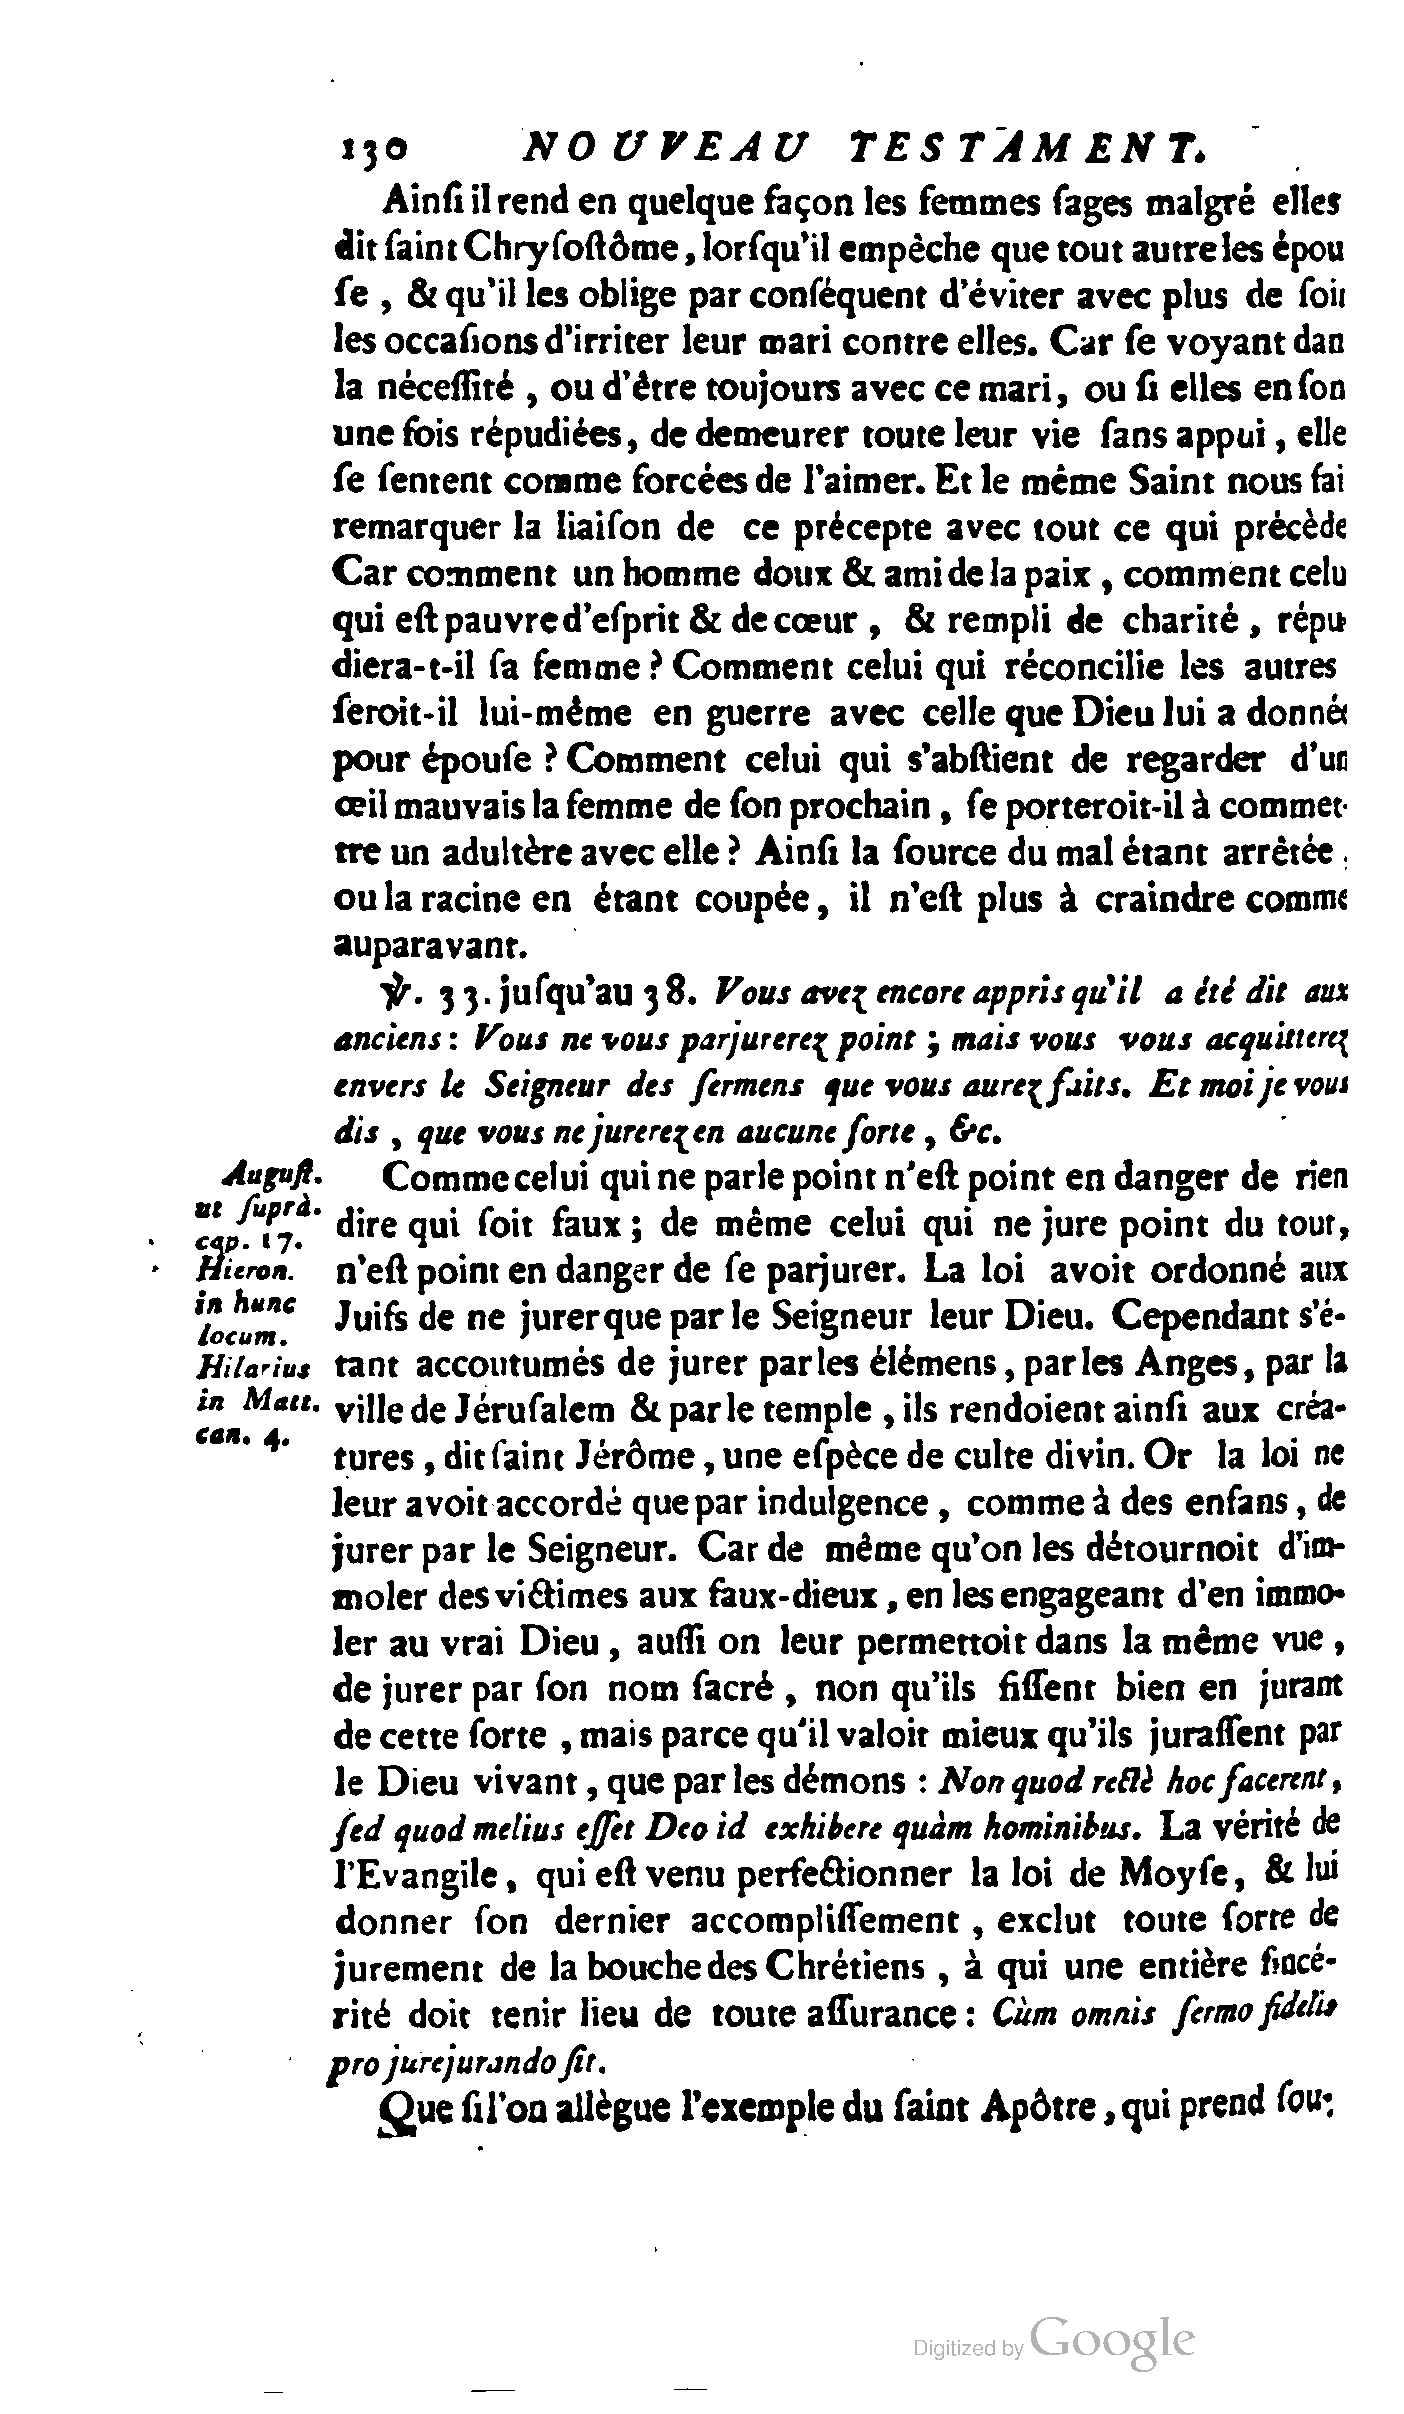 130 NOUVEAU TESTAMENT.
Ainſi il rend en quelque façon les femmes ſages malgré elles
dit ſaint Chryſoſtôme, lorſqu'il empèche que tout autre les épou
ſe, & qu'il les oblige par conſéquent d'éviter avec plus de ſoin
les occaſions d'irriter leur mari contre elles. Car ſe voyant dan
la néceſſité, ou d'être toujours avec ce mari, ou ſi elles en ſon
une fois répudiées, de demeurer toute leur vie ſans appui, elle
ſe ſentent comme forcées de l'aimer. Et le même Saint nous fai
remarquer la liaiſon de ce précepte avec tout ce qui précède
Car comment un homme doux & ami de la paix, comment celu
qui eſt pauvre d'eſprit & de cœur, & rempli de charité, répu
diera-t-il ſa femme ? Comment celui qui réconcilie les autres
ſeroit-il lui-même en guerre avec celle que Dieu lui a donnée
pour épouſe ? Comment celui qui s'abſtient de regarder d'un
œil mauvais la femme de ſon prochain, ſe porteroit-il à commet-
tre un adultère avec elle ? Ainſi la ſource du mal étant arrêtée,
ou la racine en étant coupée, il n'eſt plus à craindre comme
auparavant.
℣. 33. juſqu'au 38. Vous avez encore appris qu'il a été dit aux
anciens : Vous ne vous parjurerez point ; mais vous vous acquitterez
envers le Seigneur des ſermens que vous aurez faits. Et moi je vous
dis, que vous ne jurerez en aucune ſorte, &c.
Auguſt.
ut ſuprà.
cap. 17.
Hieron.
in hunc
locum.
Hilarius
in Matt.
can. 4.
Comme celui qui ne parle point n'eſt point en danger de rien
dire qui ſoit faux ; de même celui qui ne jure point du tout,
n'eſt point en danger de ſe parjurer. La loi avoit ordonné aux
Juifs de ne jurer que par le Seigneur leur Dieu. Cependant s'é-
tant accoutumés de jurer par les élémens, par les Anges, par la
ville de Jéruſalem & par le temple, ils rendoient ainſi aux créa-
tures, dit ſaint Jérôme, une eſpèce de culte divin. Or la loi ne
leur avoit accordé que par indulgence, comme à des enfans, de
jurer par le Seigneur. Car de même qu'on les détournoit d'im-
moler des victimes aux faux-dieux, en les engageant d'en immo-
ler au vrai Dieu, auſſi on leur permettoit dans la même vue,
de jurer par ſon nom ſacré, non qu'ils fiſſent bien en jurant
de cette ſorte, mais parce qu'il valoit mieux qu'ils juraſſent par
le Dieu vivant, que par les démons : Non quod rectè hoc facerent,
ſed quod melius eſſet Deo id exhibere quàm hominibus. La vérité de
l'Evangile, qui eſt venu perfectionner la loi de Moyſe, & lui
donner ſon dernier accompliſſement, exclut toute ſorte de
jurement de la bouche des Chrétiens, à qui une entière ſincé-
rité doit tenir lieu de toute aſſurance : Cùm omnis ſermo fidelis
pro jurejurando ſit.
Que ſi l'on allègue l'exemple du ſaint Apôtre, qui prend ſou-
Digitized by Google